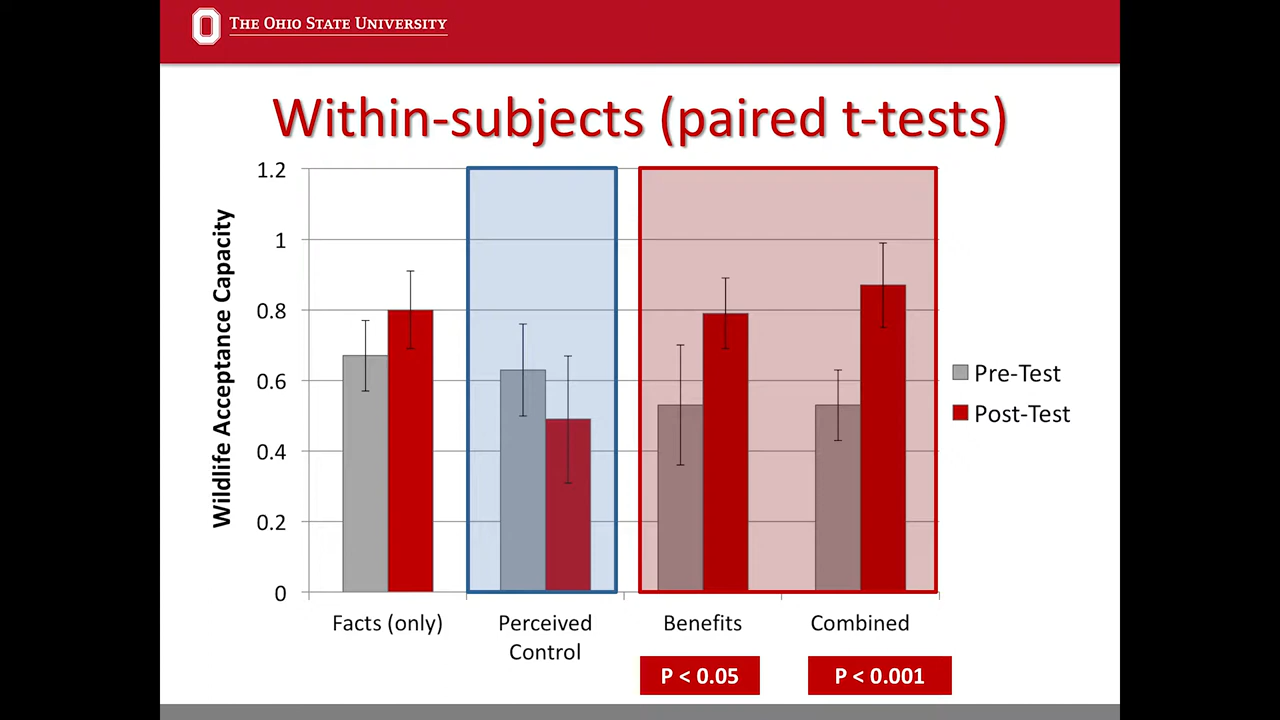 THE OHIO STATE UNIVERSITY
Within-subjects (paired t-tests)
Wildlife Acceptance Capacity
1.2
1
0.8
0.6
0.4
0.2
0
Facts (only)
Perceived
Control
Benefits
Combined
Pre-Test
Post-Test
P < 0.05
P < 0.001